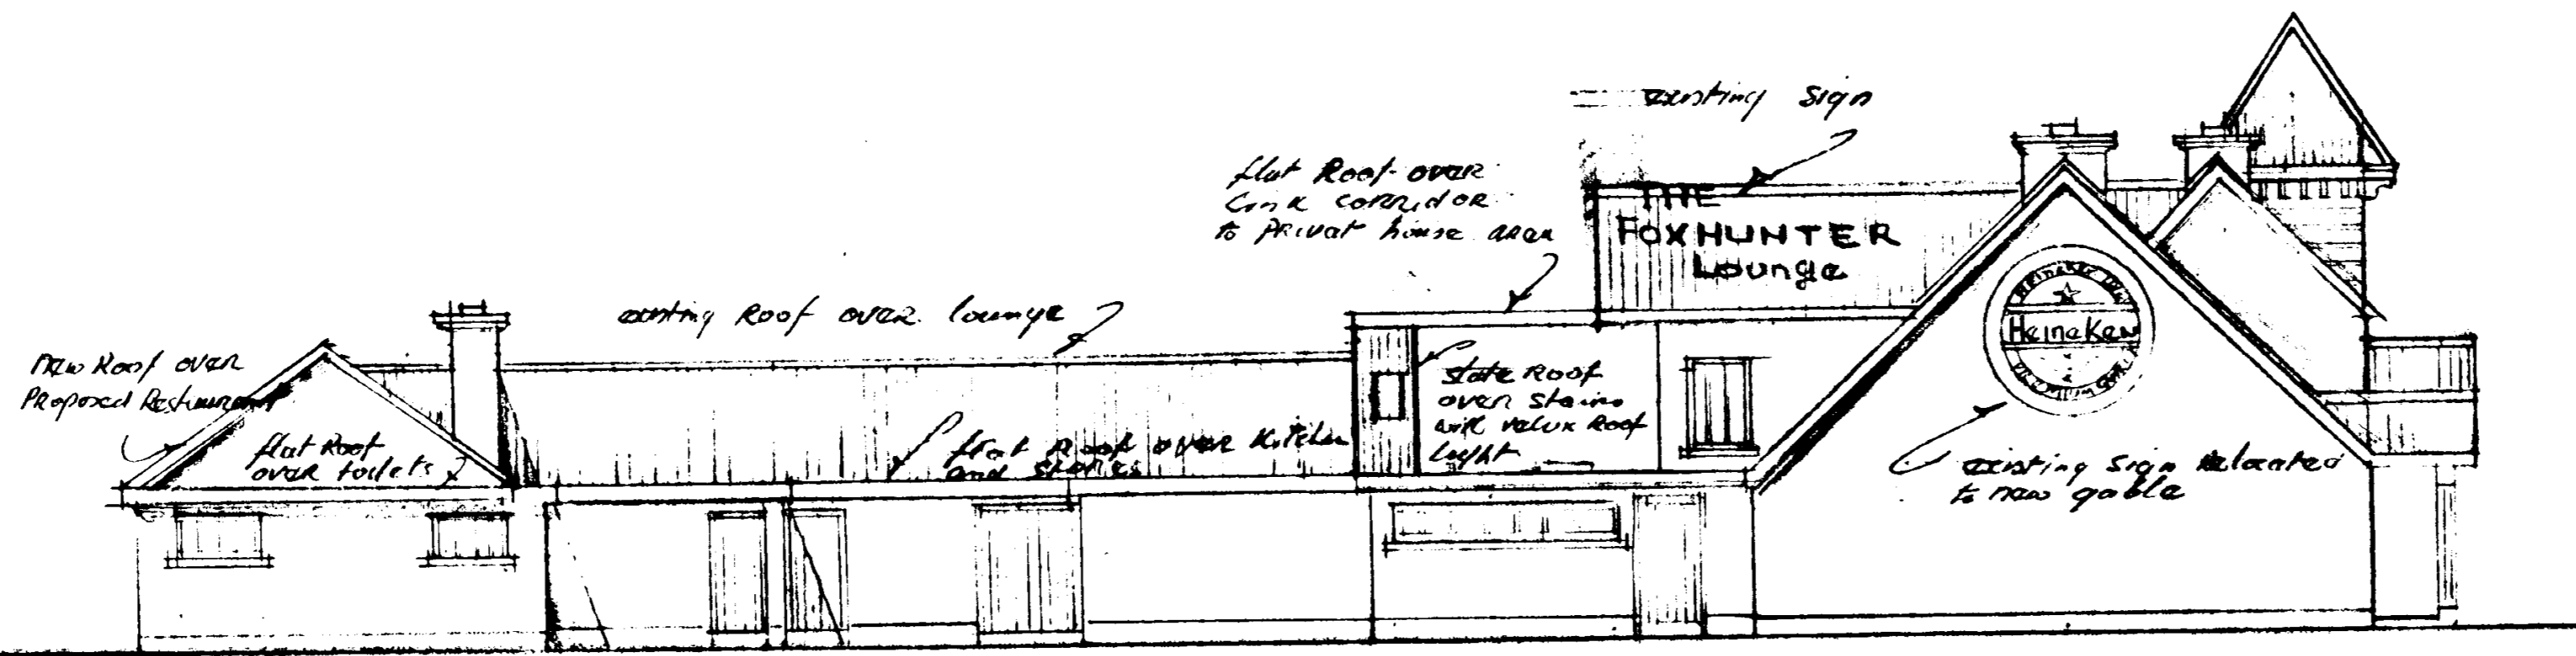 existing sign
flat Roof over
Link corridor
to Privat house area
THE
FOXHUNTER
Lounge
existing Roof over lounge
new Roof over
Proposed Restaurant
flat Roof
over toilets
flat Roof over Kitchen
and stores
slate Roof
over stairs
with velux Roof
light
Heineken
existing sign relocated
to new gable